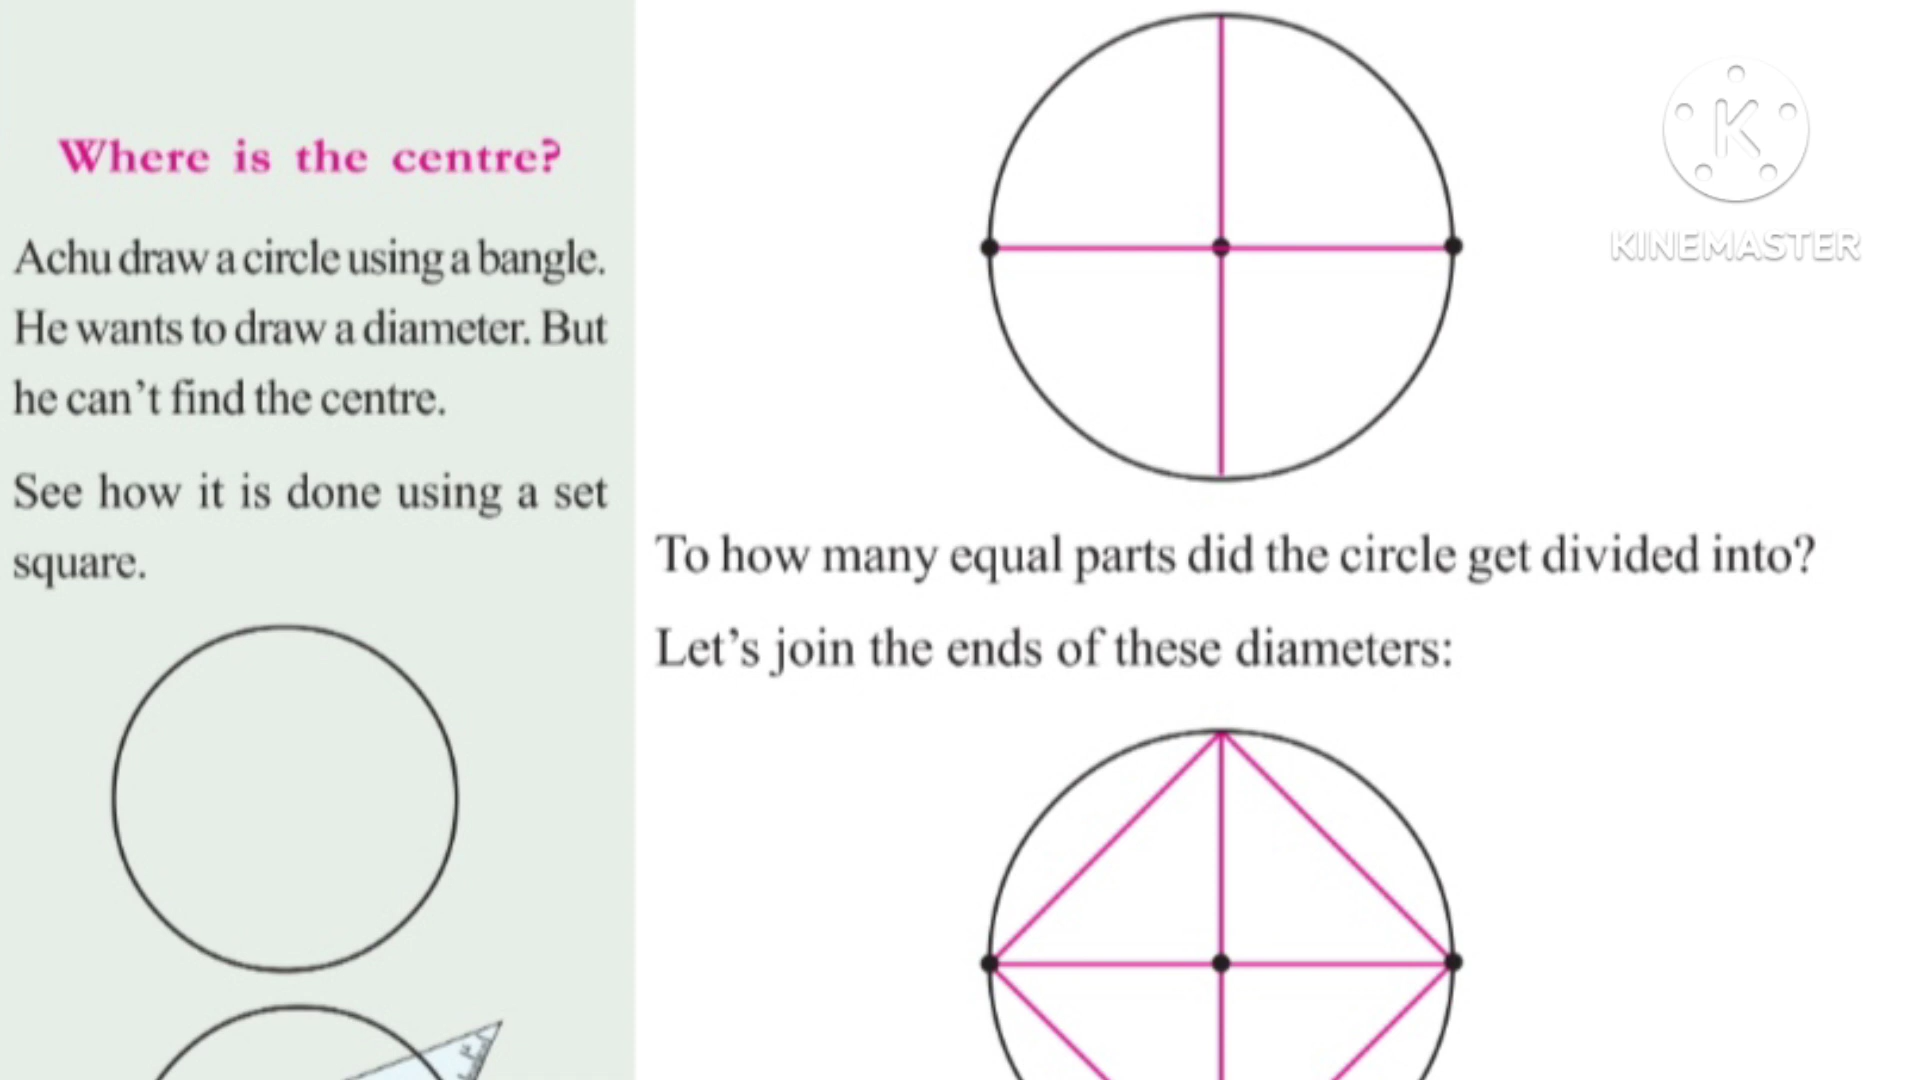 Where is the centre?
Achu draw a circle using a bangle.
He wants to draw a diameter. But
he can't find the centre.
See how it is done using a set
square.
To how many equal parts did the circle get divided into?
Let's join the ends of these diameters:
K
KINEMASTER